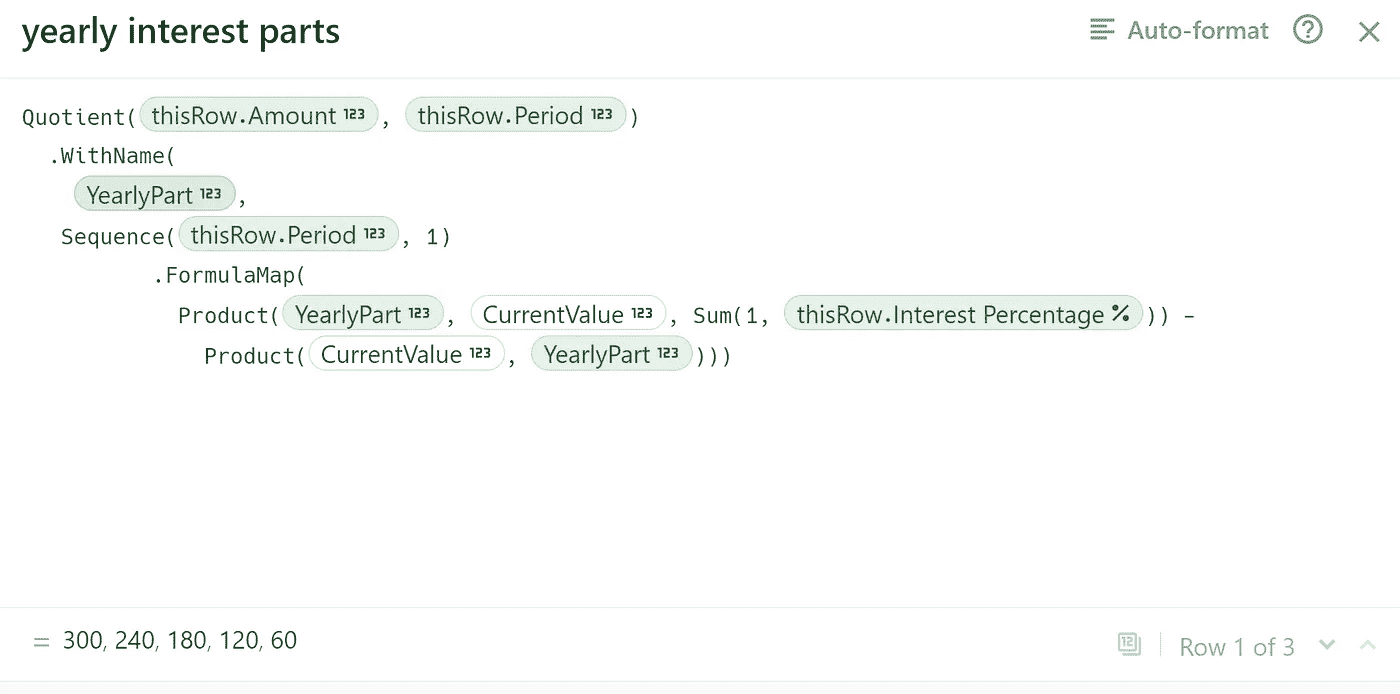 yearly interest parts
Auto-format ?
Quotient( thisRow.Amount 123 , thisRow.Period 123 )
.WithName(
YearlyPart 123 ,
Sequence( thisRow.Period 123 , 1)
.FormulaMap(
Product( YearlyPart 123 , CurrentValue 123 , Sum(1, thisRow.Interest Percentage % )) –
Product( CurrentValue 123 , YearlyPart 123 )))
= 300, 240, 180, 120, 60
12 Row 1 of 3